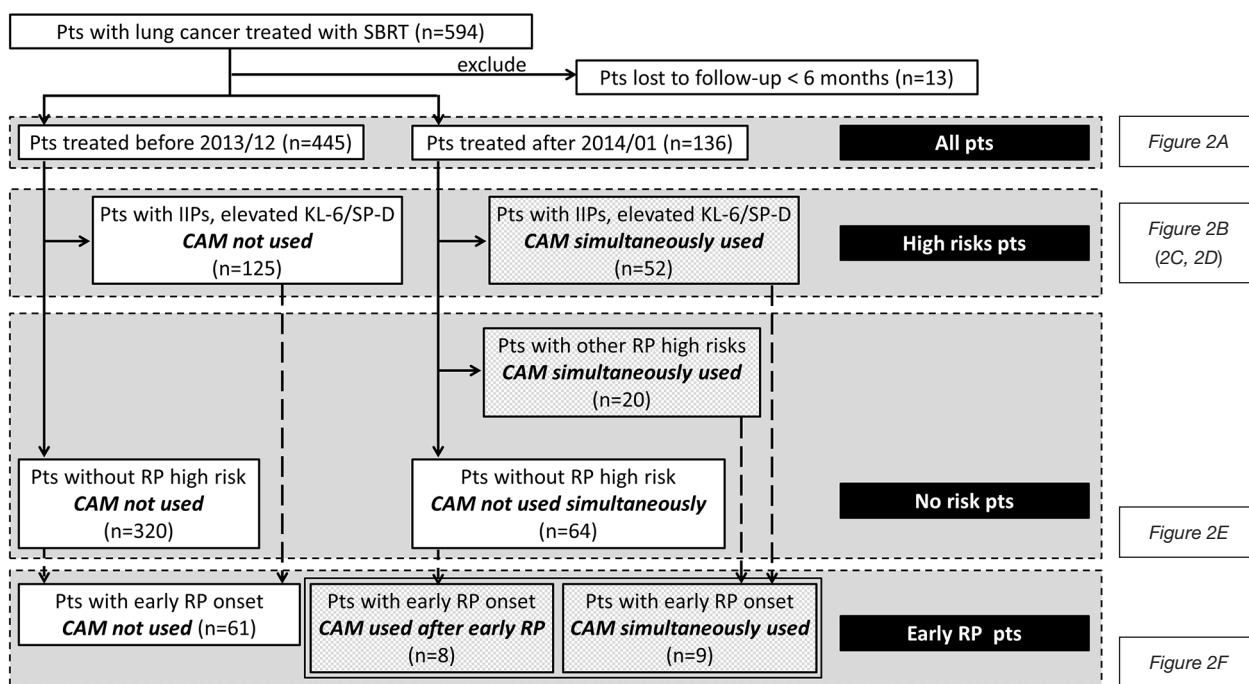 Pts with lung cancer treated with SBRT (n=594)
exclude
Pts lost to follow-up < 6 months (n=13)
Pts treated before 2013/12 (n=445)
Pts treated after 2014/01 (n=136)
All pts
Figure 2A
Pts with IIPs, elevated KL-6/SP-D
CAM not used
(n=125)
Pts with IIPs, elevated KL-6/SP-D
CAM simultaneously used
(n=52)
High risks pts
Figure 2B
(2C, 2D)
Pts with other RP high risks
CAM simultaneously used
(n=20)
Pts without RP high risk
CAM not used
(n=320)
Pts without RP high risk
CAM not used simultaneously
(n=64)
No risk pts
Figure 2E
Pts with early RP onset
CAM not used (n=61)
Pts with early RP onset
CAM used after early RP
(n=8)
Pts with early RP onset
CAM simultaneously used
(n=9)
Early RP pts
Figure 2F